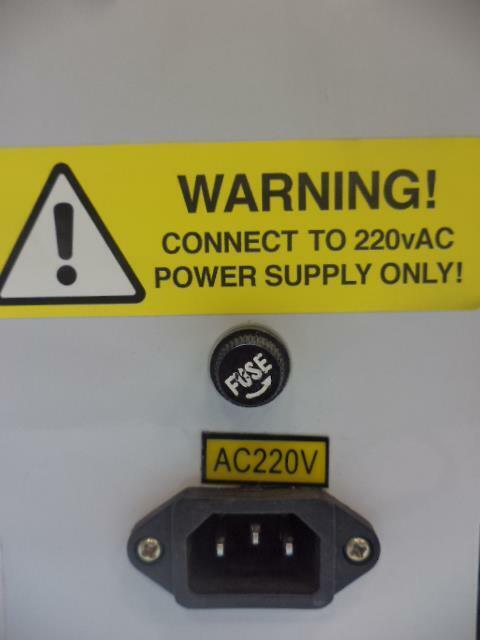 WARNING!
CONNECT TO 220vAC
POWER SUPPLY ONLY!
FUSE
AC220V